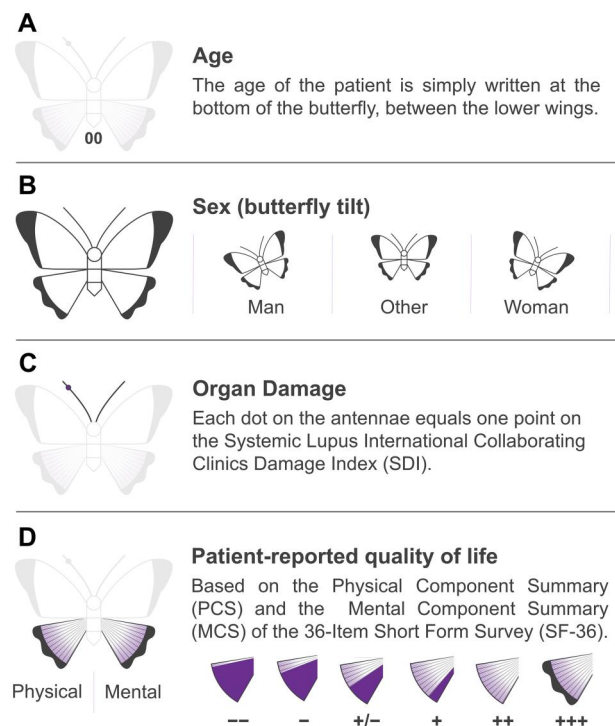 A
Age
The age of the patient is simply written at the
bottom of the butterfly, between the lower wings.
00
B
Sex (butterfly tilt)
Man
Other
Woman
C
Organ Damage
Each dot on the antennae equals one point on
the Systemic Lupus International Collaborating
Clinics Damage Index (SDI).
D
Patient-reported quality of life
Based on the Physical Component Summary
(PCS) and the Mental Component Summary
(MCS) of the 36-Item Short Form Survey (SF-36).
Physical
Mental
−− − +/− + ++ +++